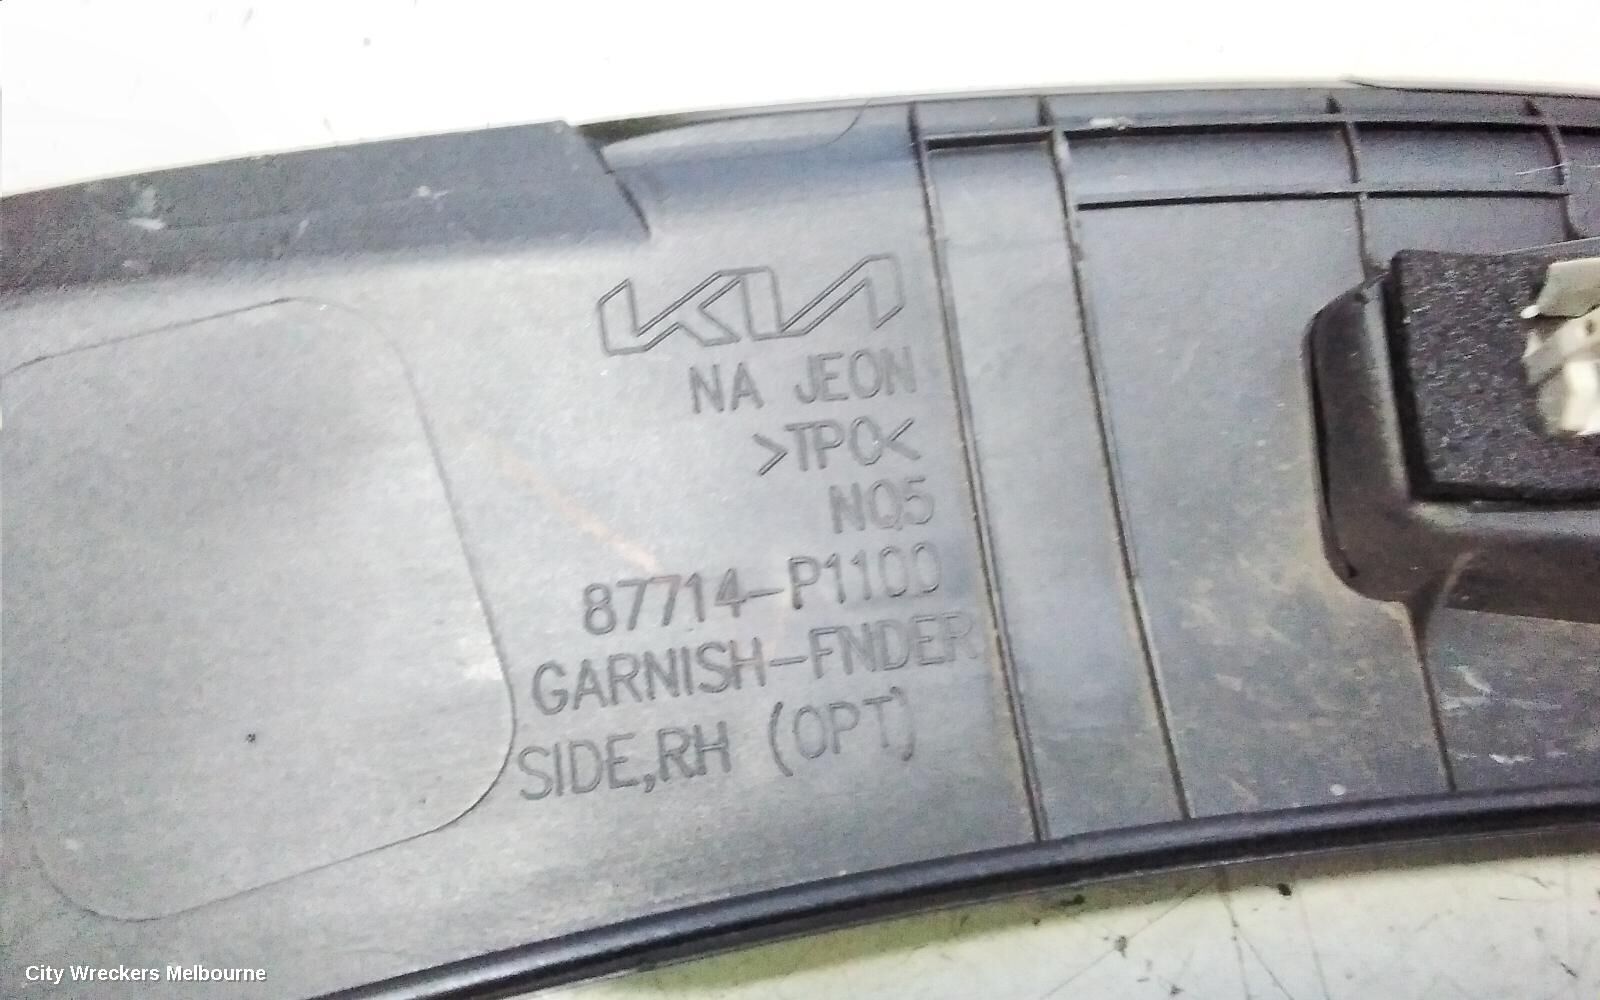 KIA
NA JEON
>TPO<
NQ5
87714-P1100
GARNISH-FNDER
SIDE,RH (OPT)
City Wreckers Melbourne